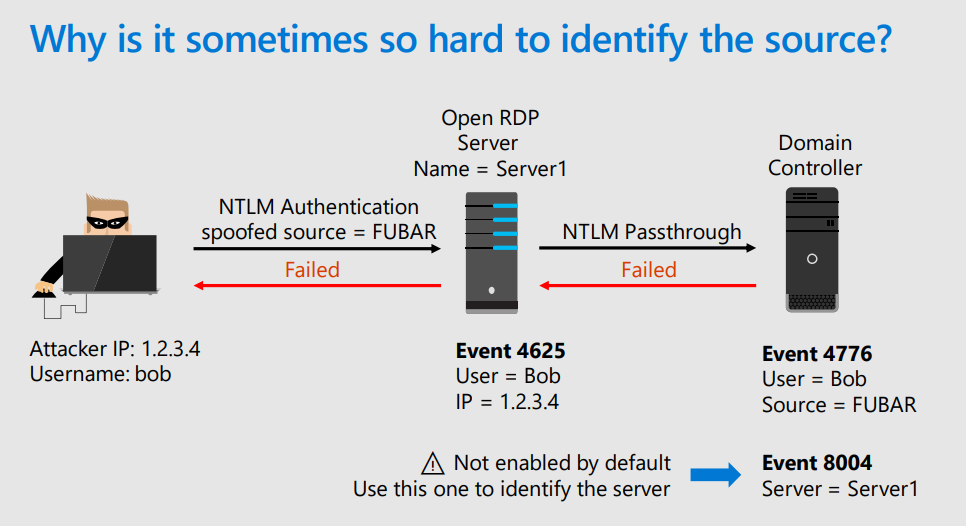 Why is it sometimes so hard to identify the source?
Open RDP
Server
Name = Server1
Domain
Controller
NTLM Authentication
spoofed source = FUBAR
Failed
NTLM Passthrough
Failed
Attacker IP: 1.2.3.4
Username: bob
Event 4625
User = Bob
IP = 1.2.3.4
Event 4776
User = Bob
Source = FUBAR
⚠ Not enabled by default
Use this one to identify the server
Event 8004
Server = Server1